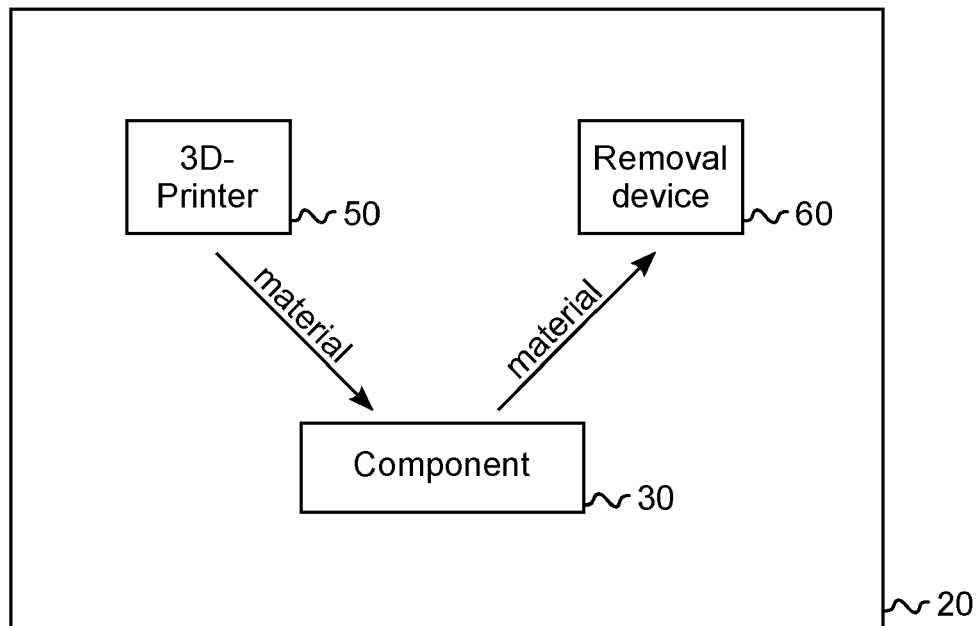 3D-
Printer
50
Removal
device
60
material
material
Component
30
20